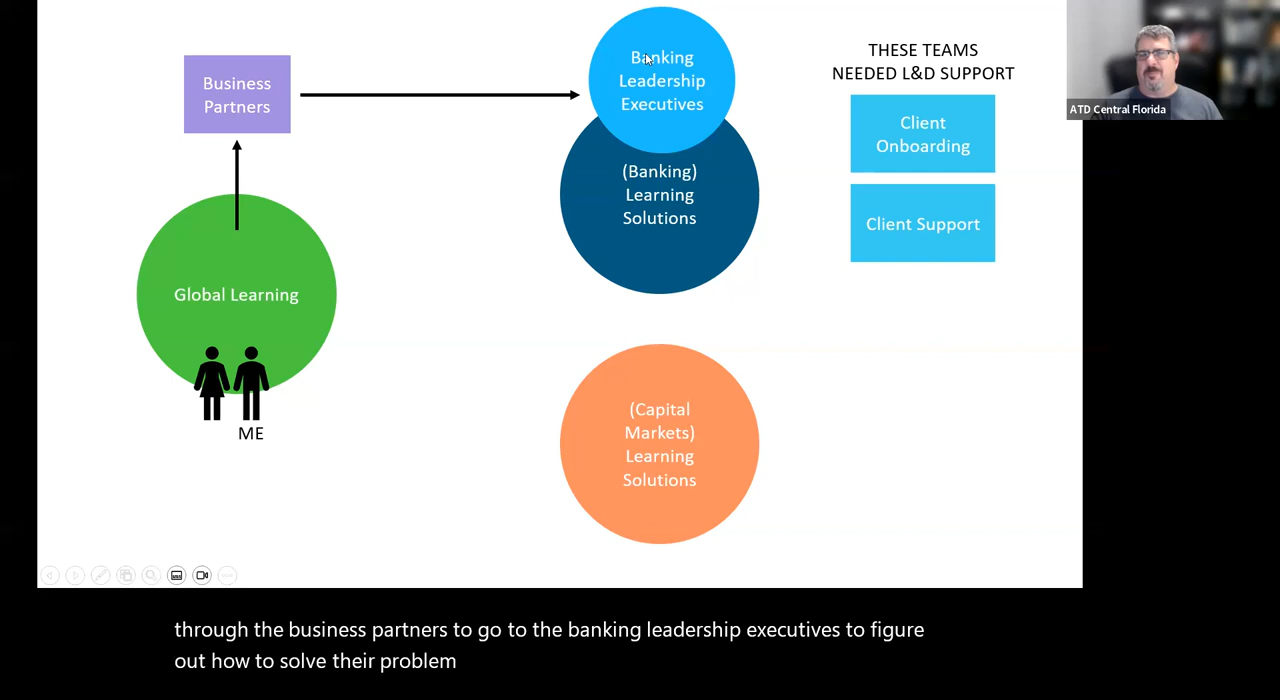 Business
Partners
Banking
Leadership
Executives
THESE TEAMS
NEEDED L&D SUPPORT
Client
Onboarding
Client Support
(Banking)
Learning
Solutions
Global Learning
ME
(Capital
Markets)
Learning
Solutions
ATD Central Florida
through the business partners to go to the banking leadership executives to figure
out how to solve their problem